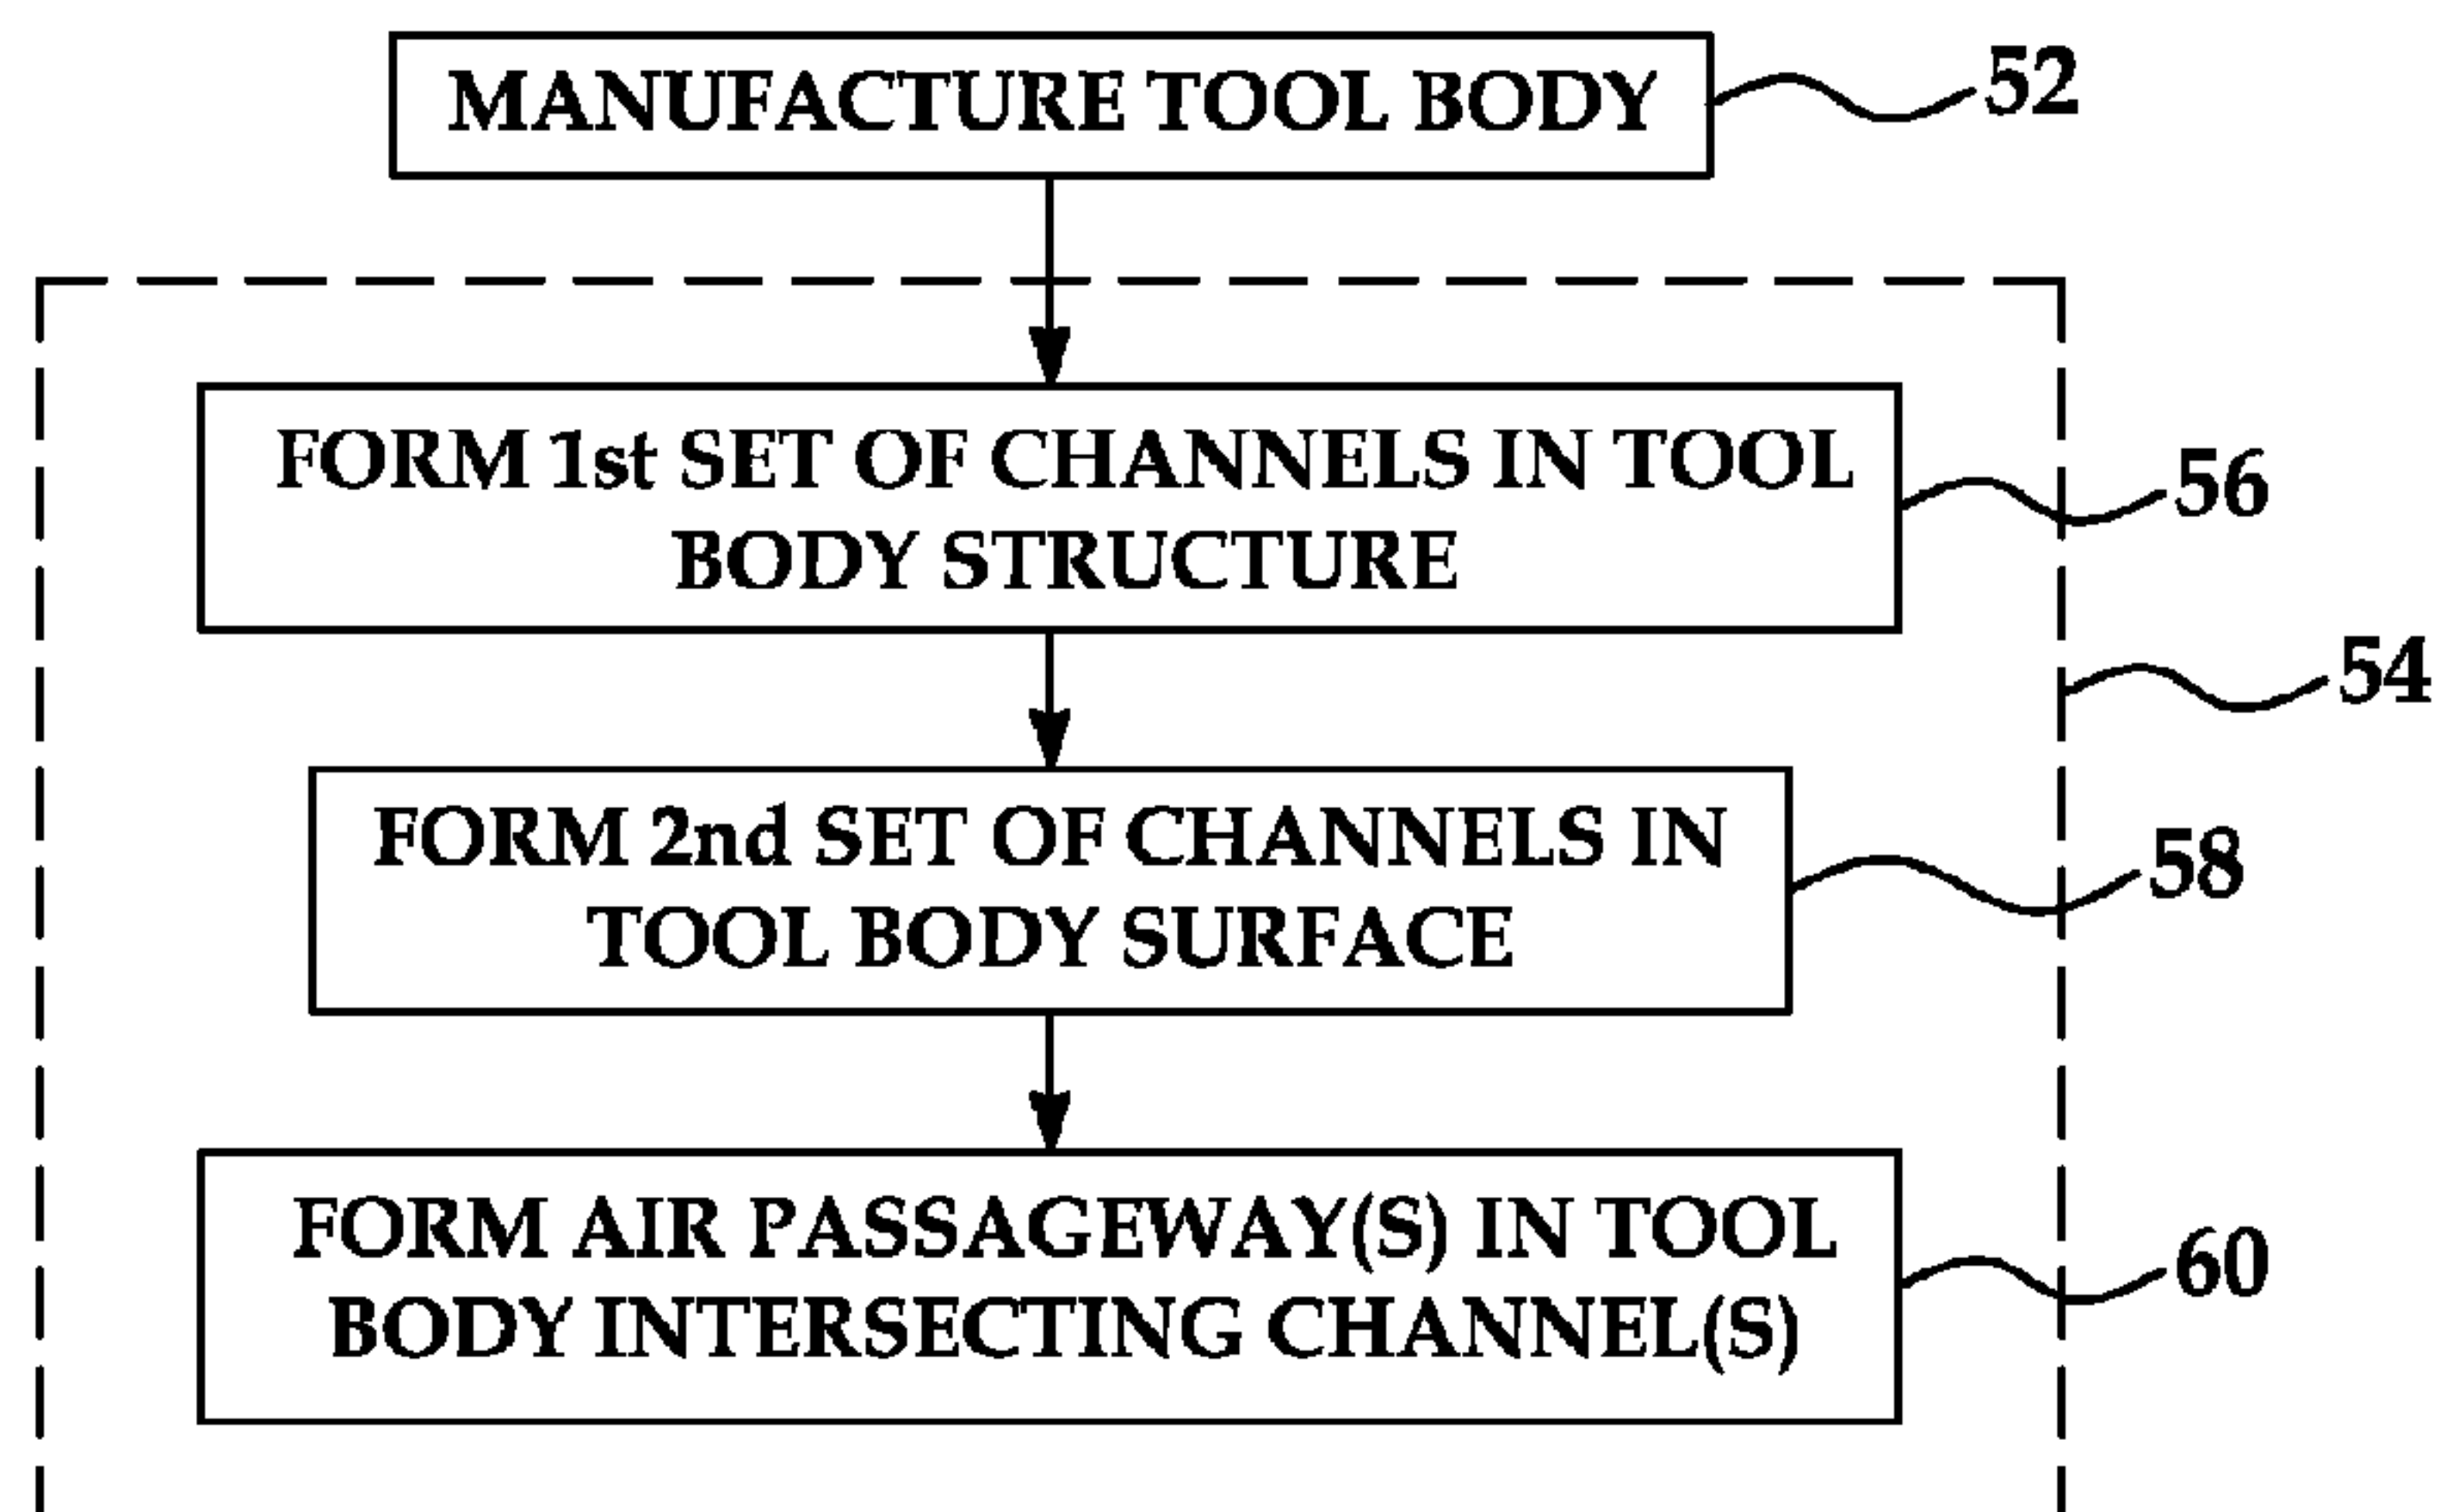 MANUFACTURE TOOL BODY
52
FORM 1st SET OF CHANNELS IN TOOL
BODY STRUCTURE
56
54
FORM 2nd SET OF CHANNELS IN
TOOL BODY SURFACE
58
FORM AIR PASSAGEWAY(S) IN TOOL
BODY INTERSECTING CHANNEL(S)
60